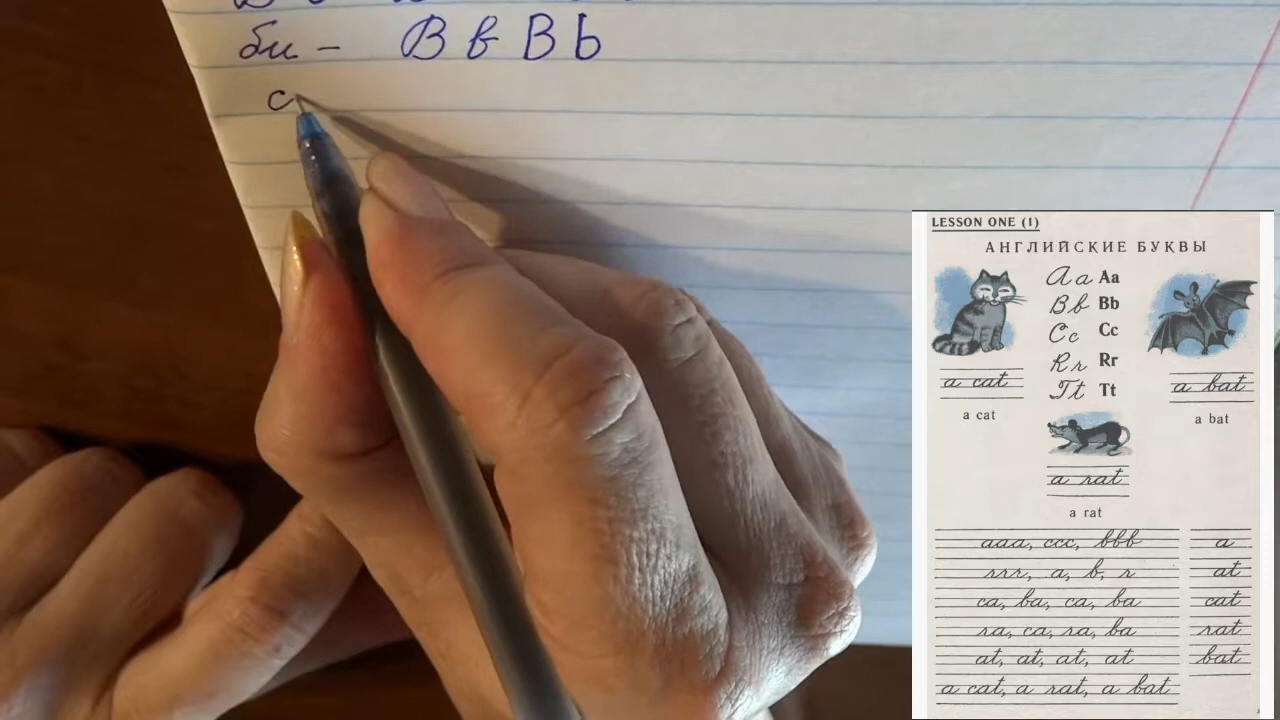 би – B b B b
с
LESSON ONE (1)
АНГЛИЙСКИЕ БУКВЫ
Aa Aa
Bb Bb
Cc Cc
Rr Rr
Tt Tt
a cat
a cat
a bat
a bat
a rat
a rat
aaa, ccc, bbb
rrr, a, b, r
ca, ba, ca, ba
ra, ca, ra, ba
at, at, at, at
a cat, a rat, a bat
a
at
cat
rat
bat